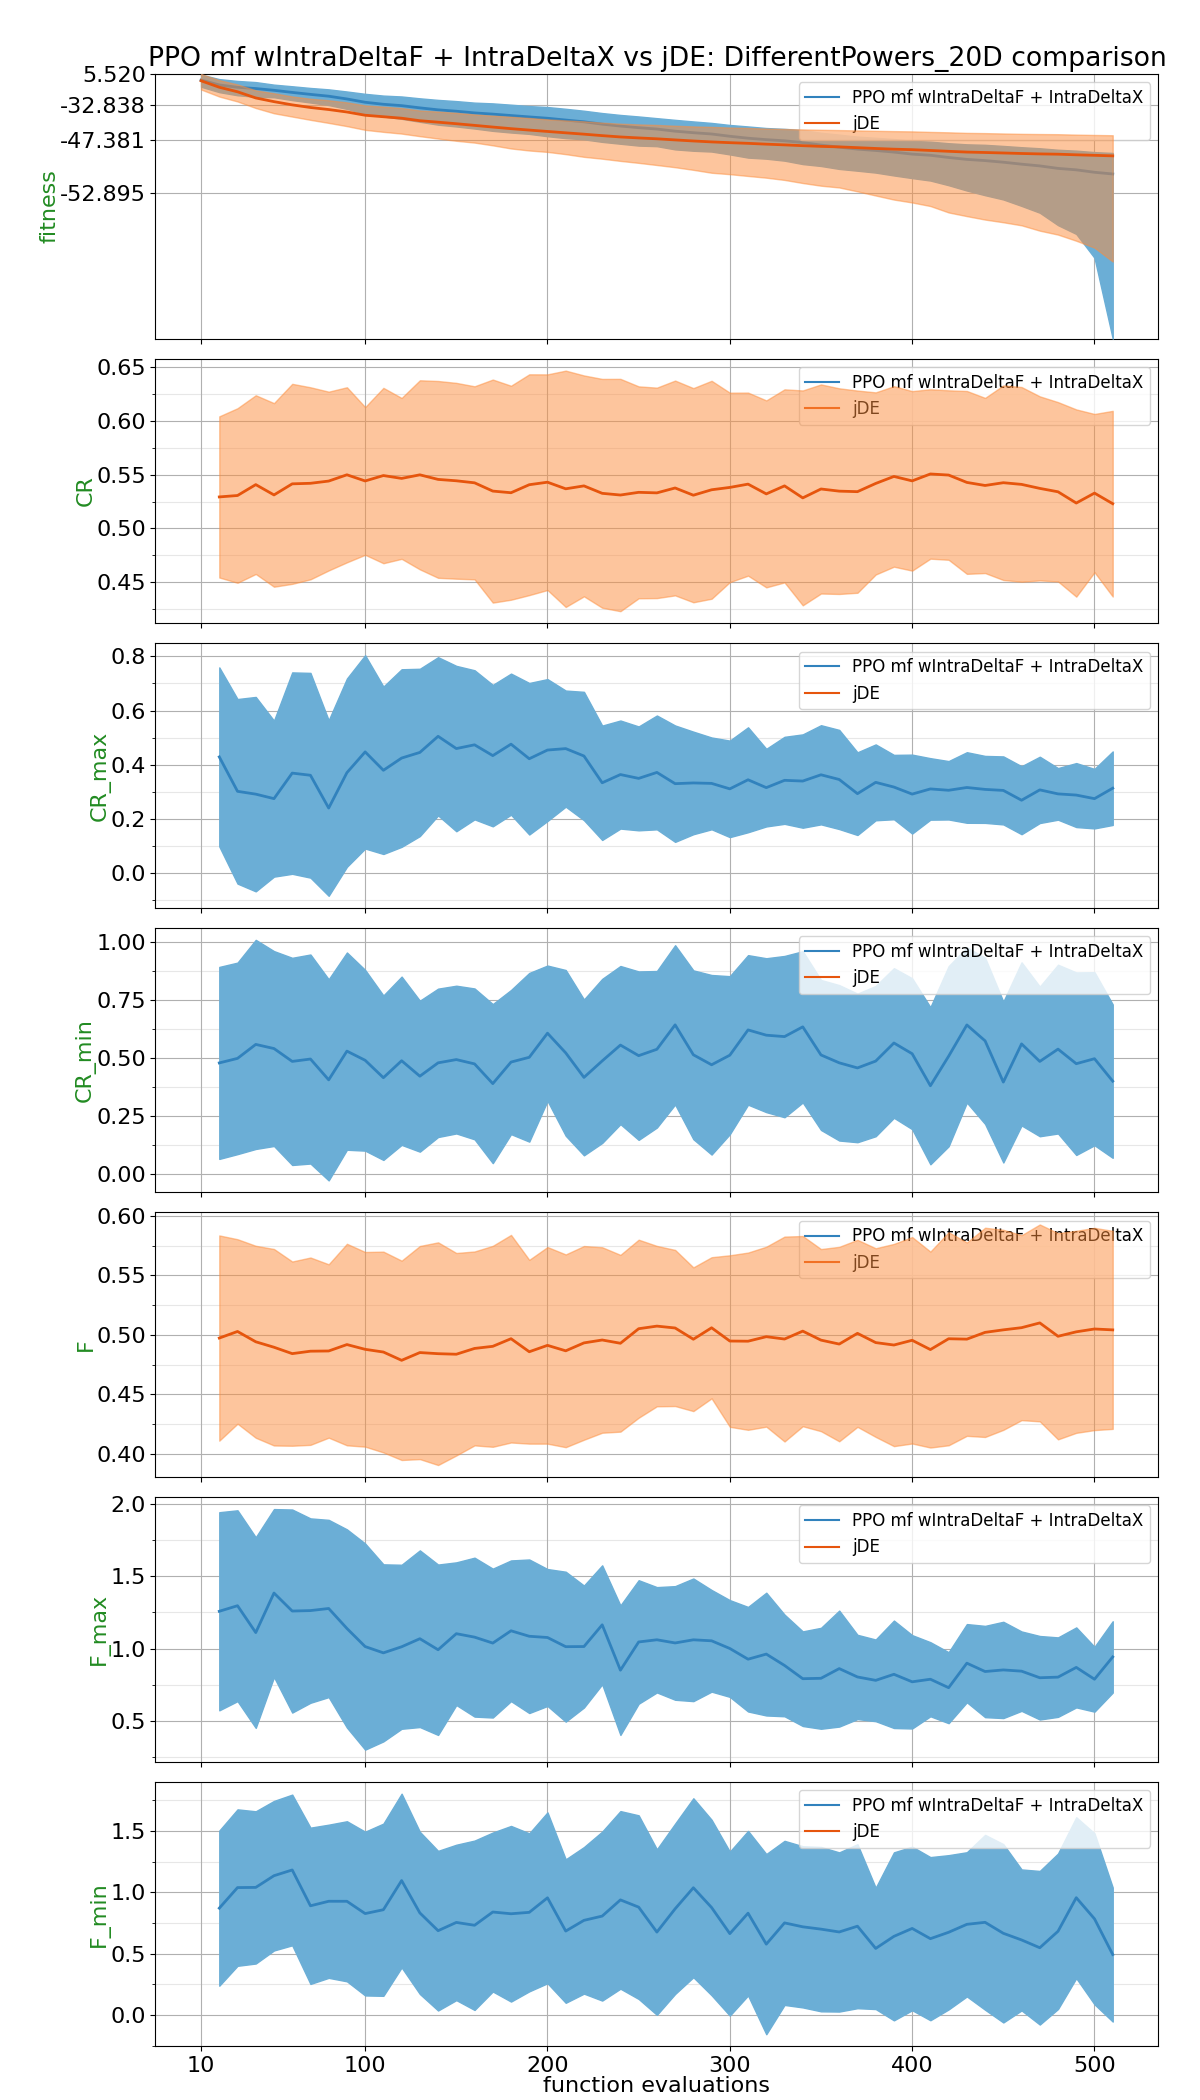 PPO mf wIntraDeltaF + IntraDeltaX vs jDE: DifferentPowers_20D comparison
5.520
-32.838
-47.381
-52.895
fitness
PPO mf wIntraDeltaF + IntraDeltaX
jDE
0.65
0.60
0.55
0.50
0.45
CR
PPO mf wIntraDeltaF + IntraDeltaX
jDE
0.8
0.6
0.4
0.2
0.0
CR_max
PPO mf wIntraDeltaF + IntraDeltaX
jDE
1.00
0.75
0.50
0.25
0.00
CR_min
PPO mf wIntraDeltaF + IntraDeltaX
jDE
0.60
0.55
0.50
0.45
0.40
F
PPO mf wIntraDeltaF + IntraDeltaX
jDE
2.0
1.5
1.0
0.5
F_max
PPO mf wIntraDeltaF + IntraDeltaX
jDE
1.5
1.0
0.5
0.0
F_min
PPO mf wIntraDeltaF + IntraDeltaX
jDE
10 100 200 300 400 500
function evaluations